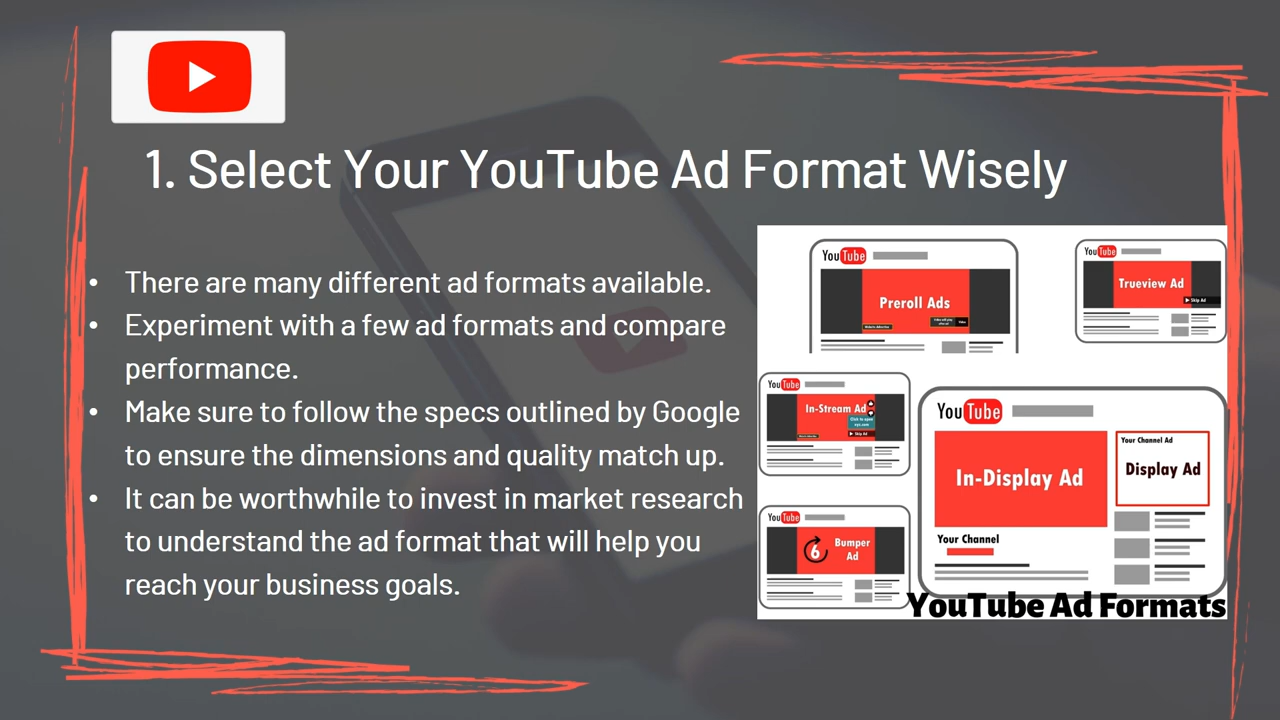 1. Select Your YouTube Ad Format Wisely
• There are many different ad formats available.
• Experiment with a few ad formats and compare
performance.
• Make sure to follow the specs outlined by Google
to ensure the dimensions and quality match up.
• It can be worthwhile to invest in market research
to understand the ad format that will help you
reach your business goals.
YouTube
Preroll Ads
YouTube
Trueview Ad
Skip Ad
YouTube
In-Stream Ad
Skip Ad
YouTube
In-Display Ad
Your Channel Ad
Display Ad
Your Channel
YouTube
6
Bumper
Ad
YouTube Ad Formats